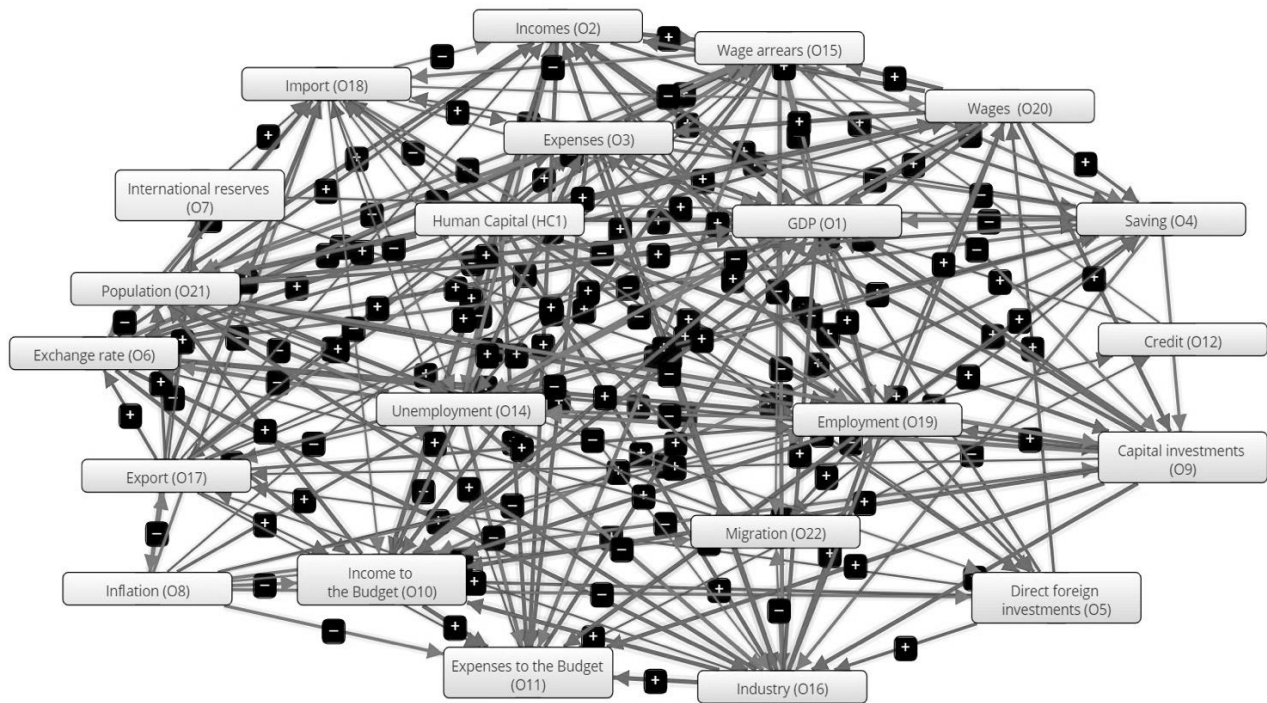 Incomes (O2)
Wage arrears (O15)
Import (O18)
Wages (O20)
Expenses (O3)
International reserves
(O7)
Human Capital (HC1)
GDP (O1)
Saving (O4)
Population (O21)
Exchange rate (O6)
Credit (O12)
Unemployment (O14)
Employment (O19)
Capital investments
(O9)
Export (O17)
Migration (O22)
Inflation (O8)
Income to
the Budget (O10)
Direct foreign
investments (O5)
Expenses to the Budget
(O11)
Industry (O16)